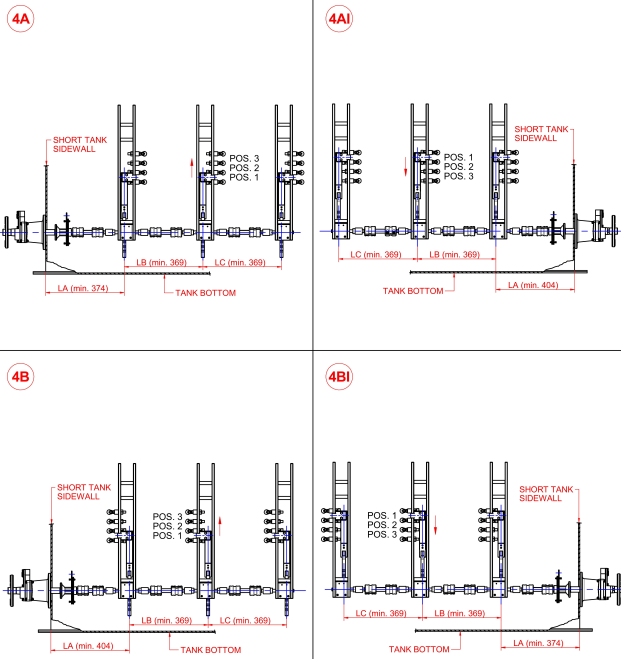 4A
SHORT TANK
SIDEWALL
POS. 3
POS. 2
POS. 1
LB (min. 369)
LC (min. 369)
LA (min. 374)
TANK BOTTOM
4AI
SHORT TANK
SIDEWALL
POS. 1
POS. 2
POS. 3
LC (min. 369)
LB (min. 369)
LA (min. 404)
TANK BOTTOM
4B
SHORT TANK
SIDEWALL
POS. 3
POS. 2
POS. 1
LB (min. 369)
LC (min. 369)
LA (min. 404)
TANK BOTTOM
4BI
SHORT TANK
SIDEWALL
POS. 1
POS. 2
POS. 3
LC (min. 369)
LB (min. 369)
LA (min. 374)
TANK BOTTOM